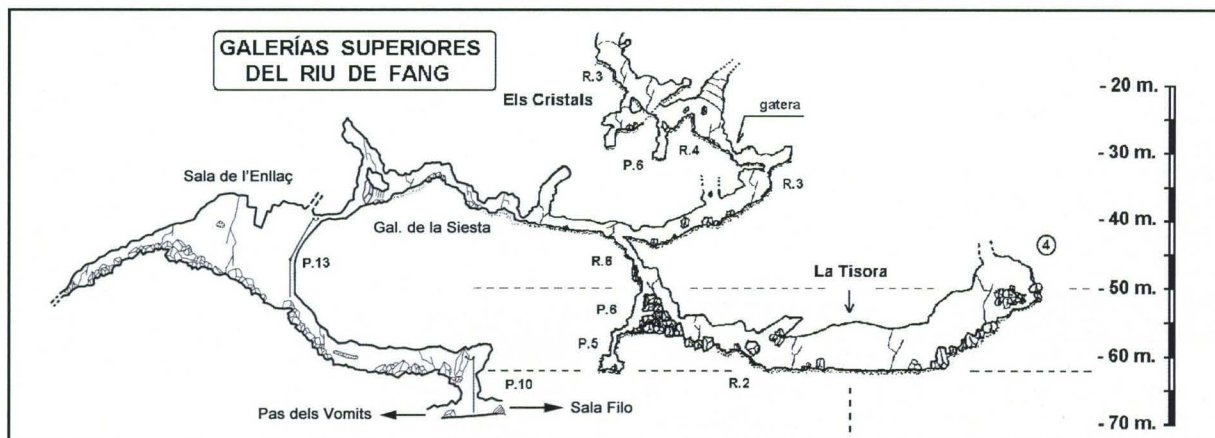 GALERÍAS SUPERIORES
DEL RIU DE FANG
R.3
Els Cristals
gatera
P.6
R.4
R.3
Sala de l'Enllaç
Gal. de la Siesta
P.13
R.8
P.6
P.5
La Tisora
4
R.2
P.10
Pas dels Vomits
Sala Filo
- 20 m.
- 30 m.
- 40 m.
- 50 m.
- 60 m.
- 70 m.